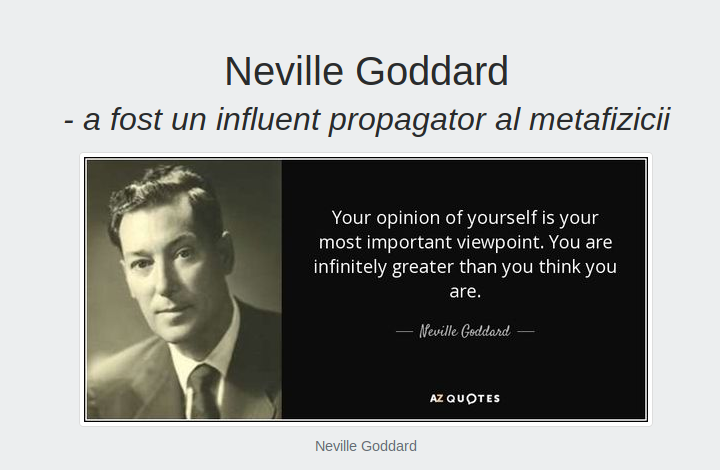 Neville Goddard
- a fost un influent propagator al metafizicii
Your opinion of yourself is your
most important viewpoint. You are
infinitely greater than you think you
are.
Neville Goddard
AZ QUOTES
Neville Goddard